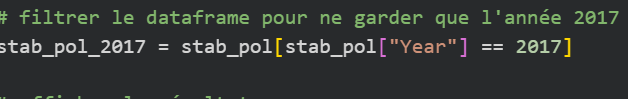 # filtrer le dataframe pour ne garder que l'année 2017
stab_pol_2017 = stab_pol[stab_pol["Year"] == 2017]